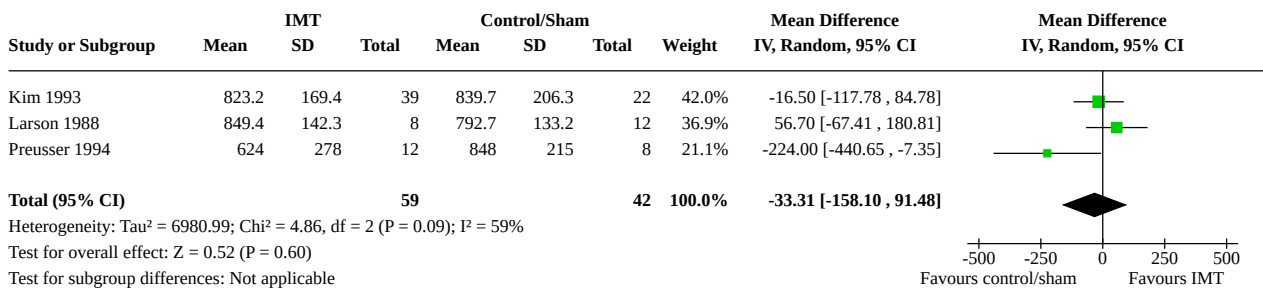 IMT Control/Sham Mean Difference Mean Difference
Study or Subgroup Mean SD Total Mean SD Total Weight IV, Random, 95% CI IV, Random, 95% CI
Kim 1993 823.2 169.4 39 839.7 206.3 22 42.0% -16.50 [-117.78 , 84.78]
Larson 1988 849.4 142.3 8 792.7 133.2 12 36.9% 56.70 [-67.41 , 180.81]
Preusser 1994 624 278 12 848 215 8 21.1% -224.00 [-440.65 , -7.35]
Total (95% CI) 59 42 100.0% -33.31 [-158.10 , 91.48]
Heterogeneity: Tau² = 6980.99; Chi² = 4.86, df = 2 (P = 0.09); I² = 59%
Test for overall effect: Z = 0.52 (P = 0.60)
-500 -250 0 250 500
Test for subgroup differences: Not applicable
Favours control/sham Favours IMT